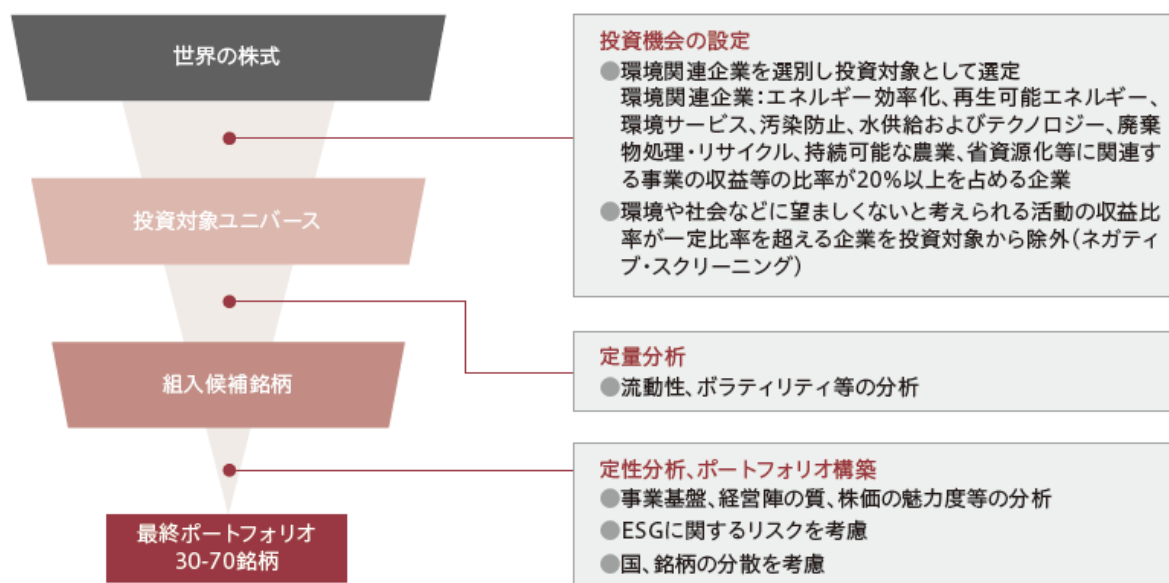 世界の株式
投資対象ユニバース
組入候補銘柄
最終ポートフォリオ
30-70銘柄
投資機会の設定
●環境関連企業を選別し投資対象として選定
環境関連企業：エネルギー効率化、再生可能エネルギー、
環境サービス、汚染防止、水供給およびテクノロジー、廃棄
物処理・リサイクル、持続可能な農業、省資源化等に関連す
る事業の収益等の比率が20%以上を占める企業
●環境や社会などに望ましくないと考えられる活動の収益比
率が一定比率を超える企業を投資対象から除外（ネガティ
ブ・スクリーニング）
定量分析
●流動性、ボラティリティ等の分析
定性分析、ポートフォリオ構築
●事業基盤、経営陣の質、株価の魅力度等の分析
●ESGに関するリスクを考慮
●国、銘柄の分散を考慮